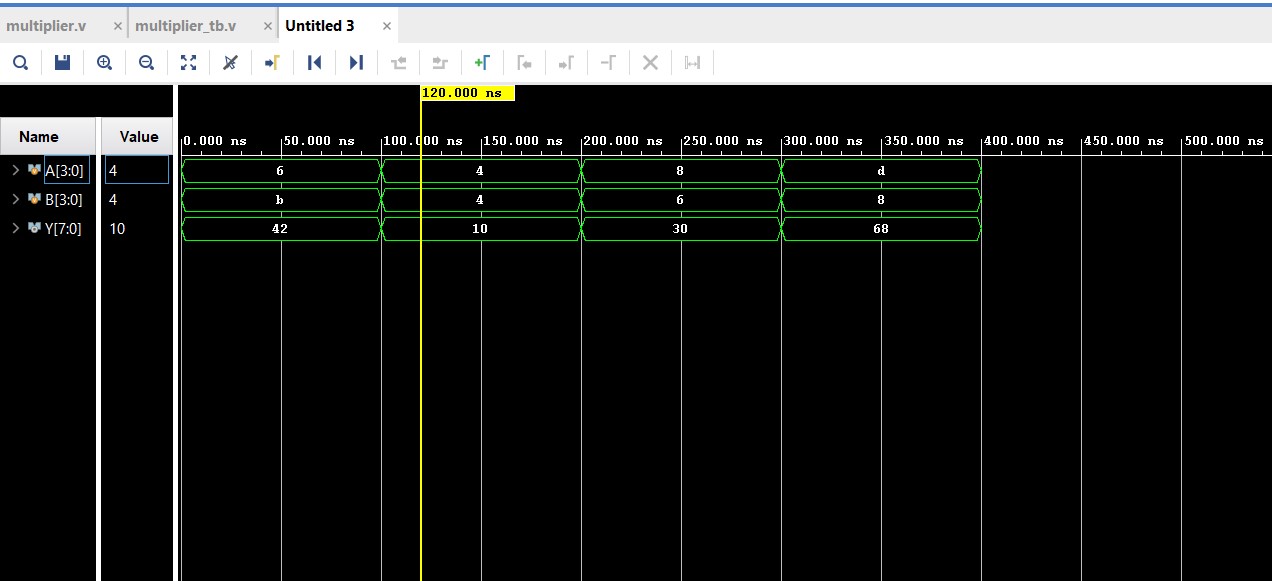 multiplier.v × multiplier_tb.v × Untitled 3 ×
120.000 ns
Name Value
0.000 ns 50.000 ns 100.000 ns 150.000 ns 200.000 ns 250.000 ns 300.000 ns 350.000 ns 400.000 ns 450.000 ns 500.000 ns
A[3:0] 4 6 4 8 d
B[3:0] 4 b 4 6 8
Y[7:0] 10 42 10 30 68